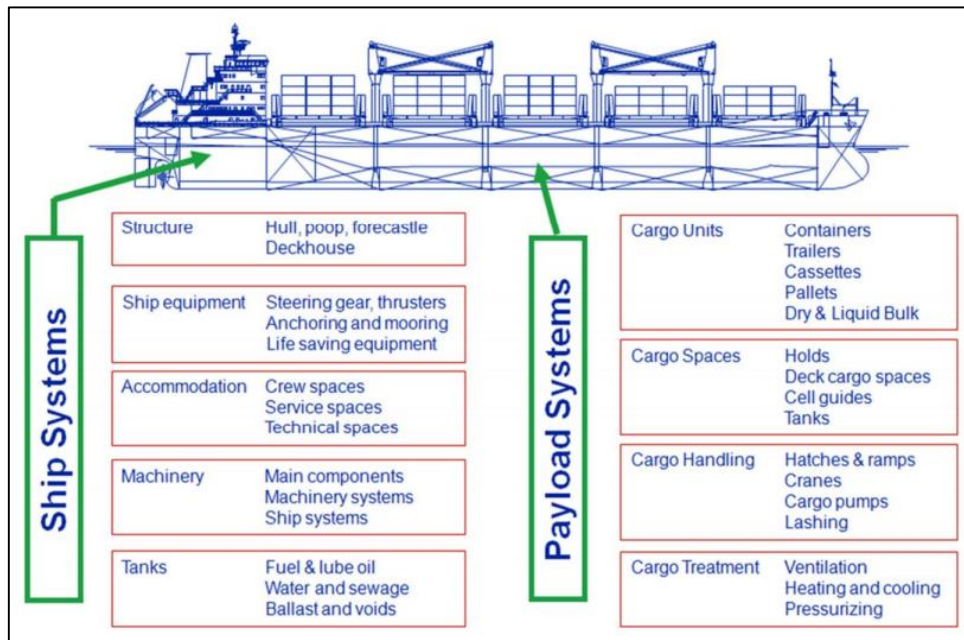 Ship Systems
Structure Hull, poop, forecastle
Deckhouse
Ship equipment Steering gear, thrusters
Anchoring and mooring
Life saving equipment
Accommodation Crew spaces
Service spaces
Technical spaces
Machinery Main components
Machinery systems
Ship systems
Tanks Fuel & lube oil
Water and sewage
Ballast and voids
Payload Systems
Cargo Units Containers
Trailers
Cassettes
Pallets
Dry & Liquid Bulk
Cargo Spaces Holds
Deck cargo spaces
Cell guides
Tanks
Cargo Handling Hatches & ramps
Cranes
Cargo pumps
Lashing
Cargo Treatment Ventilation
Heating and cooling
Pressurizing